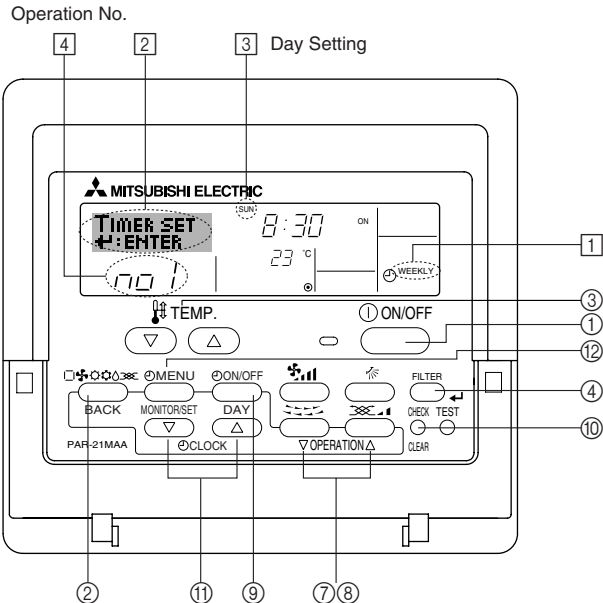 Operation No.
4 2 3 Day Setting
MITSUBISHI ELECTRIC
SUN
TIMER SET
↵:ENTER
8:30 ON
23 °C
WEEKLY
no1
1
TEMP.
ON/OFF
3
1
12
MENU ON/OFF FILTER
4
BACK MONITOR/SET DAY CHECK TEST
10
PAR-21MAA CLOCK ▽OPERATION△ CLEAR
2 11 9 7 8